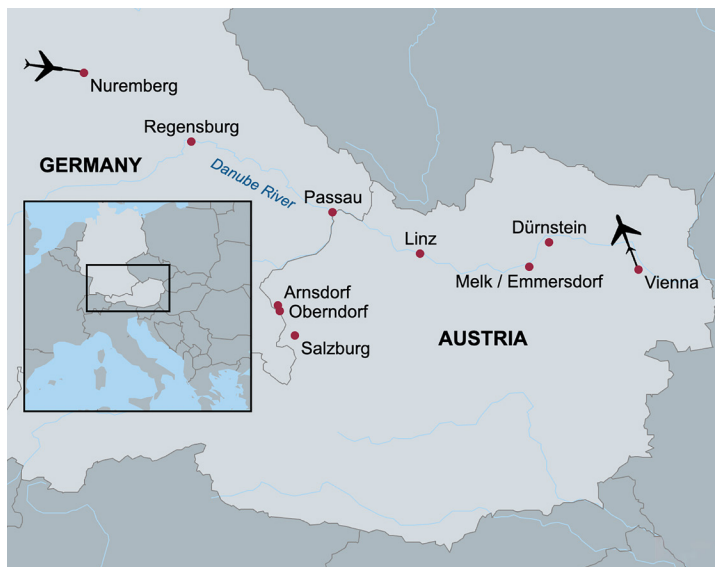 Nuremberg
Regensburg
GERMANY
Danube River
Passau
Linz
Dürnstein
Melk / Emmersdorf
Vienna
Arnsdorf
Oberndorf
Salzburg
AUSTRIA